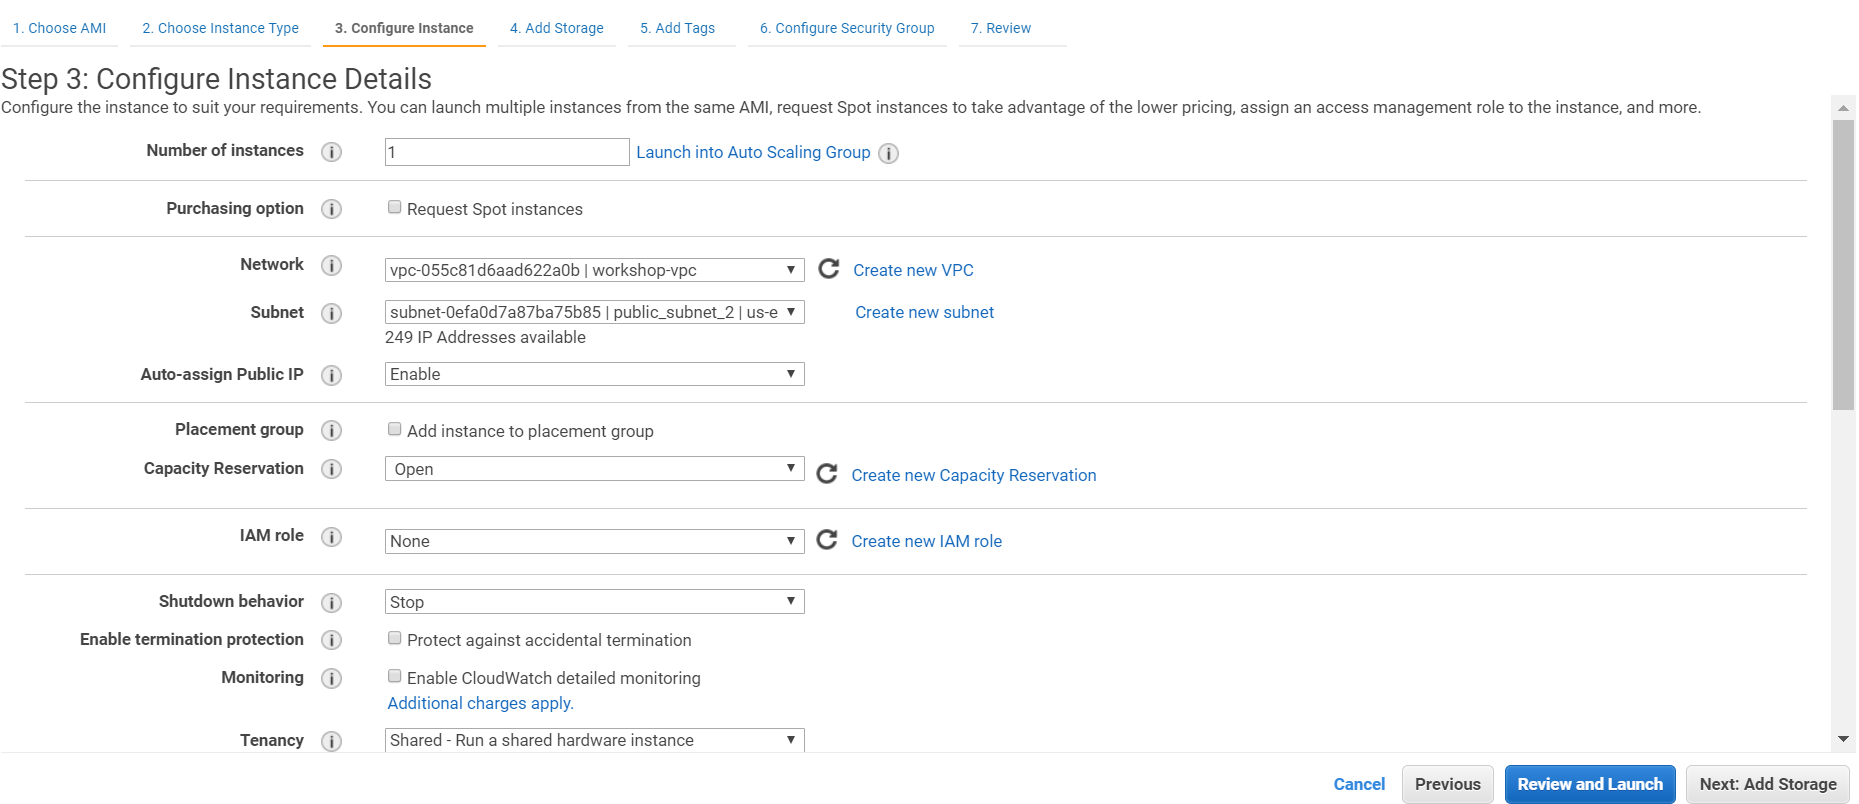 1. Choose AMI 2. Choose Instance Type 3. Configure Instance 4. Add Storage 5. Add Tags 6. Configure Security Group 7. Review
Step 3: Configure Instance Details
Configure the instance to suit your requirements. You can launch multiple instances from the same AMI, request Spot instances to take advantage of the lower pricing, assign an access management role to the instance, and more.
Number of instances i 1 Launch into Auto Scaling Group i
Purchasing option i Request Spot instances
Network i vpc-055c81d6aad622a0b | workshop-vpc Create new VPC
Subnet i subnet-0efa0d7a87ba75b85 | public_subnet_2 | us-e Create new subnet
249 IP Addresses available
Auto-assign Public IP i Enable
Placement group i Add instance to placement group
Capacity Reservation i Open Create new Capacity Reservation
IAM role i None Create new IAM role
Shutdown behavior i Stop
Enable termination protection i Protect against accidental termination
Monitoring i Enable CloudWatch detailed monitoring
Additional charges apply.
Tenancy i Shared - Run a shared hardware instance
Cancel Previous Review and Launch Next: Add Storage